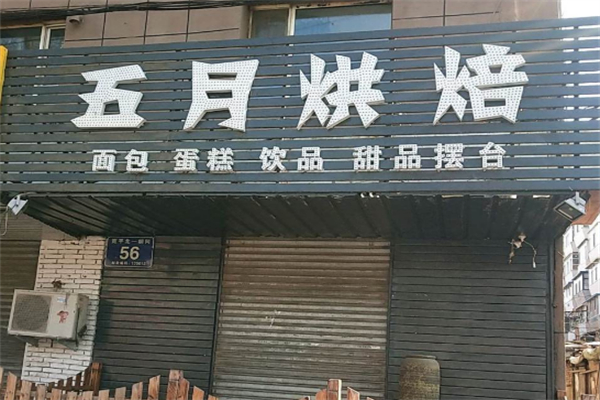 五月烘焙
面包 蛋糕 饮品 甜品摆台
56